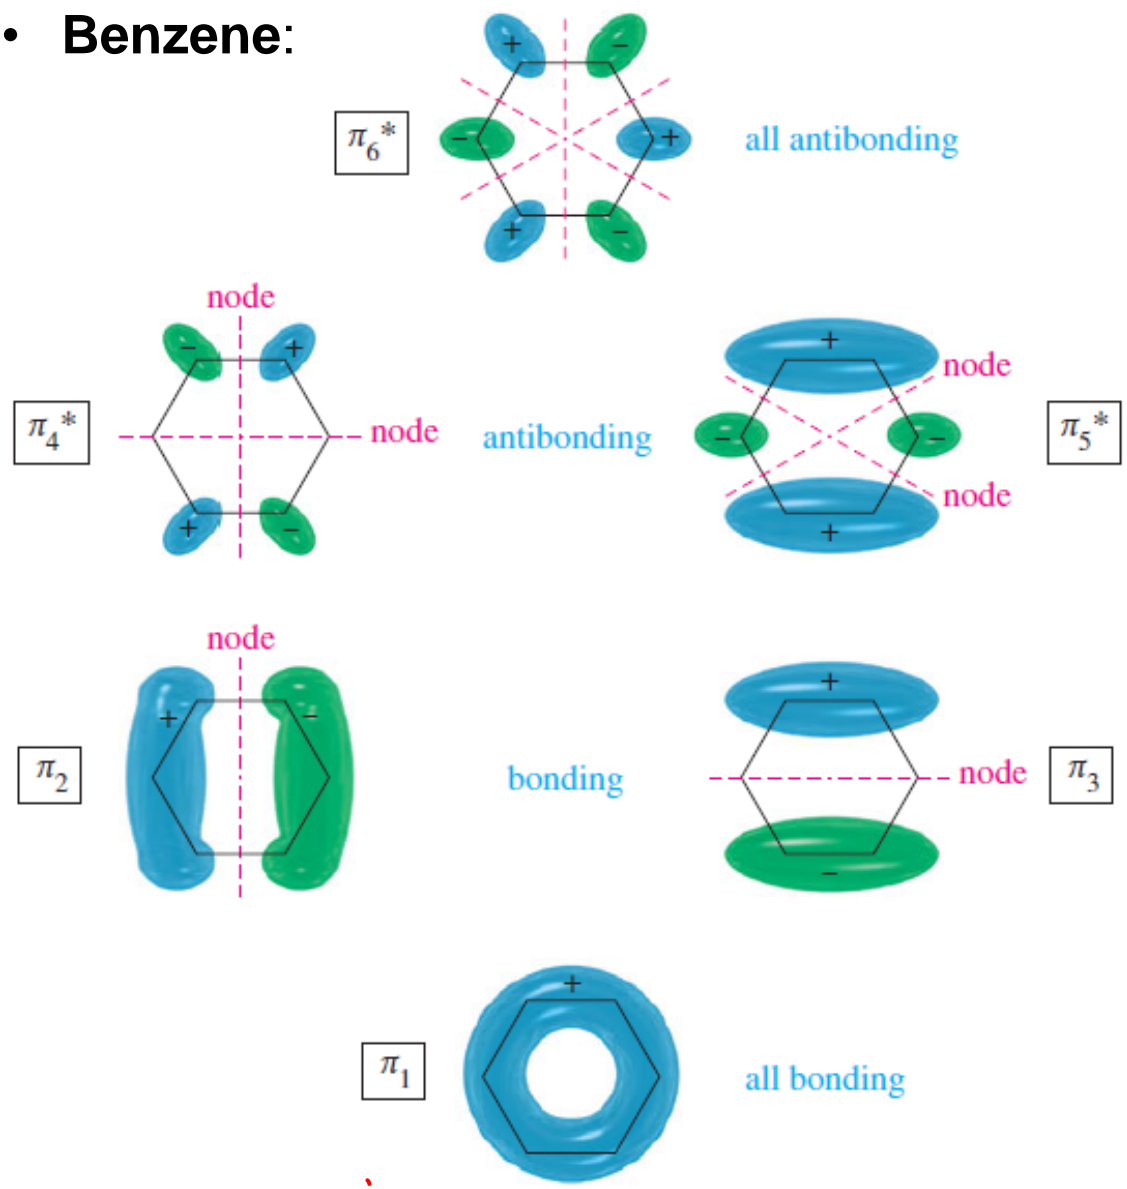 • Benzene:
+ −
π6* − + all antibonding
+ −
node
− + +
node
π4* node antibonding − − π5*
node
+ − +
node
+ − +
π2 bonding node π3
−
+
π1 all bonding